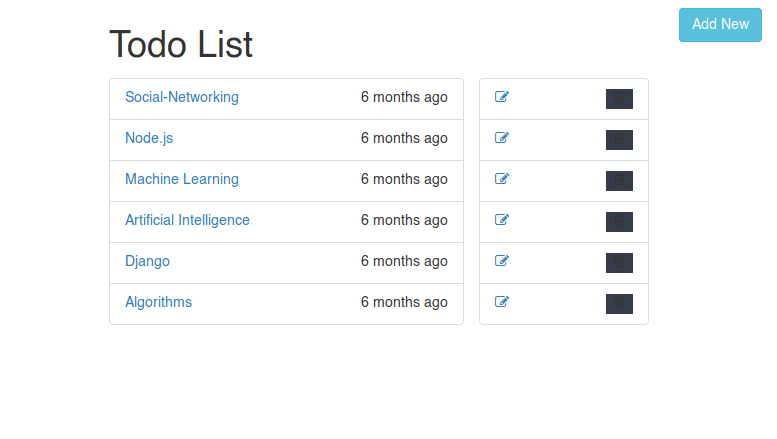 Add New
Todo List
Social-Networking 6 months ago
Node.js 6 months ago
Machine Learning 6 months ago
Artificial Intelligence 6 months ago
Django 6 months ago
Algorithms 6 months ago